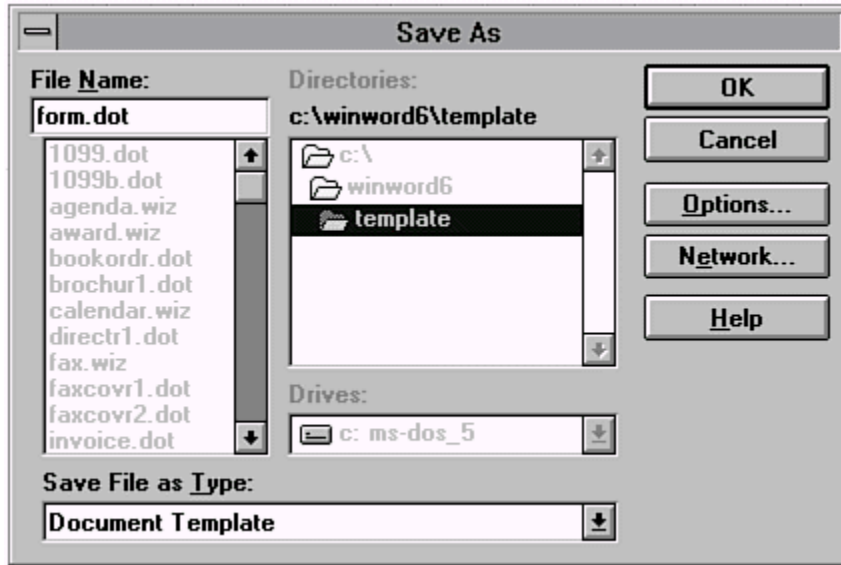 Save As
File Name:
form.dot
1099.dot
1099b.dot
agenda.wiz
award.wiz
bookordr.dot
brochur1.dot
calendar.wiz
directr1.dot
fax.wiz
faxcovr1.dot
faxcovr2.dot
invoice.dot
Directories:
c:\winword6\template
c:\
winword6
template
Drives:
c: ms-dos_5
Save File as Type:
Document Template
OK
Cancel
Options...
Network...
Help